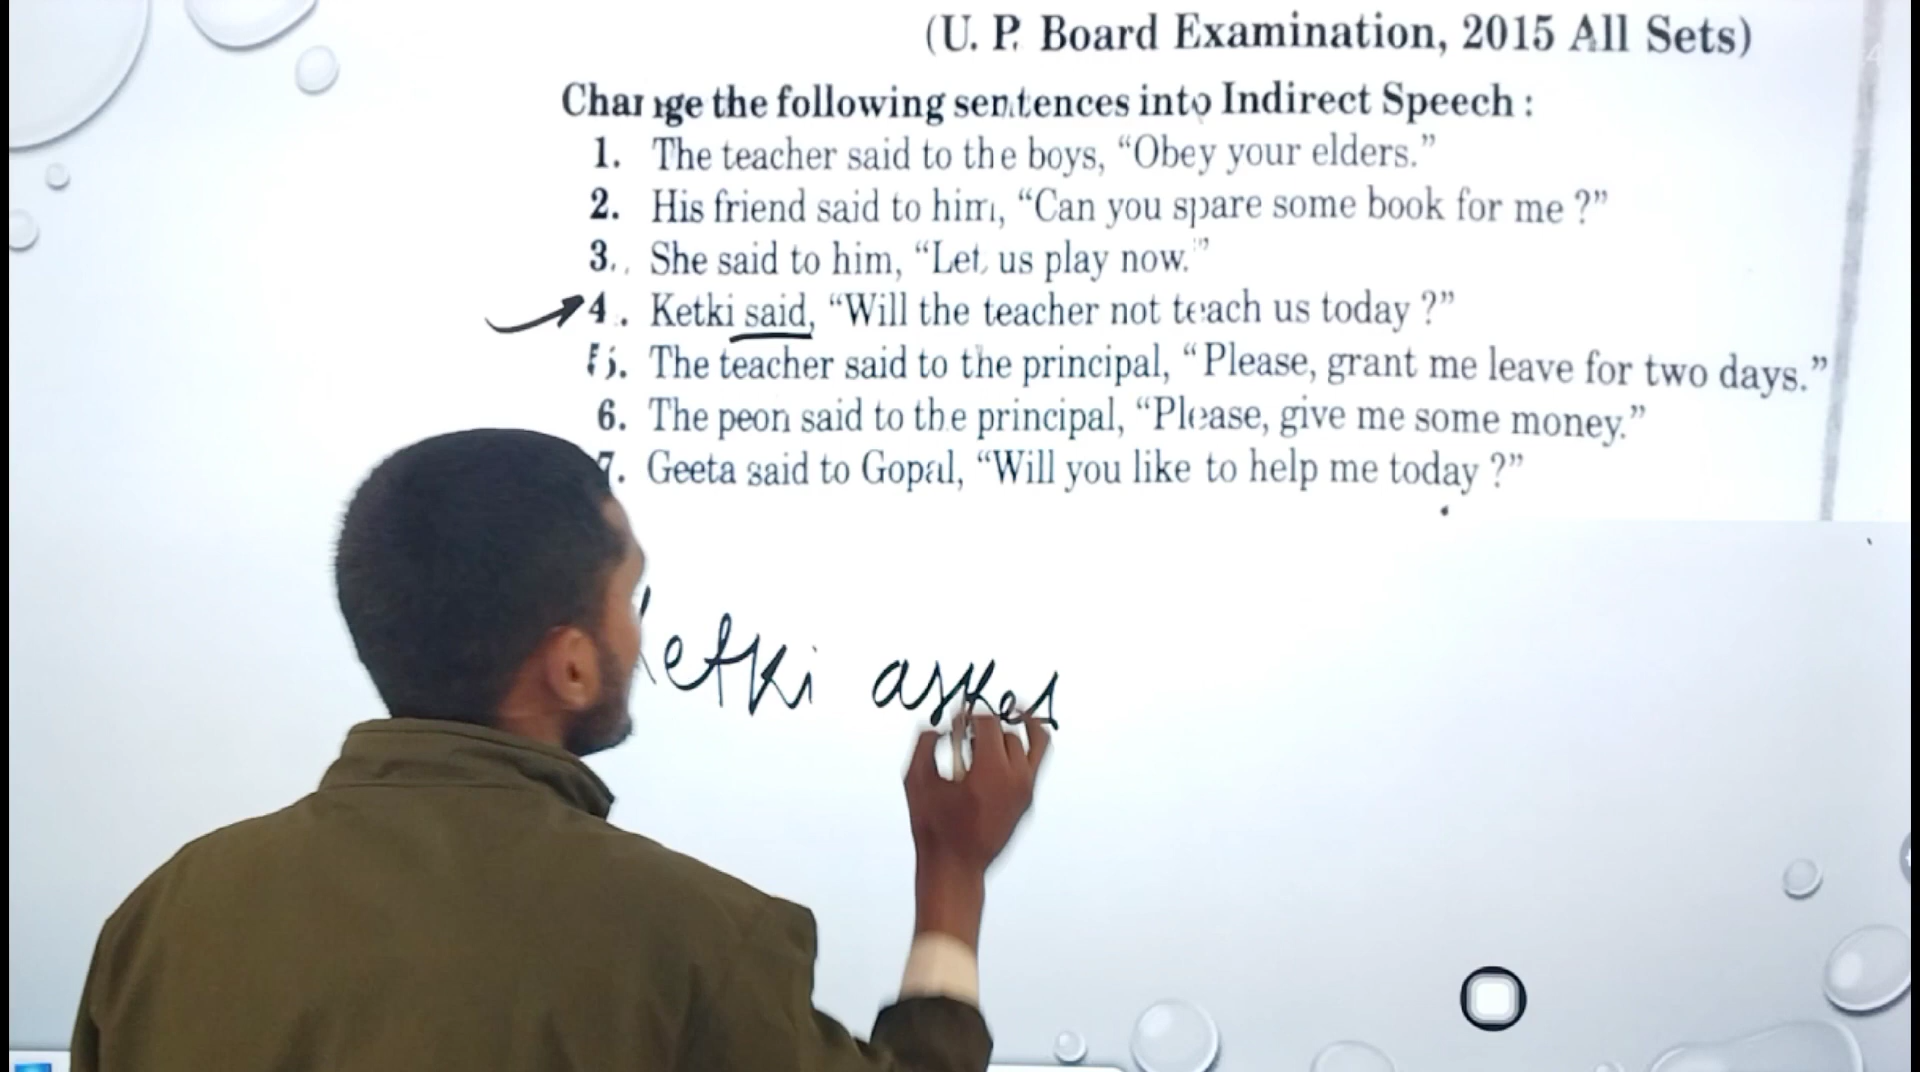 (U. P. Board Examination, 2015 All Sets)
Change the following sentences into Indirect Speech :
1. The teacher said to the boys, “Obey your elders.”
2. His friend said to him, “Can you spare some book for me ?”
3. She said to him, “Let us play now.”
4. Ketki said, “Will the teacher not teach us today ?”
5. The teacher said to the principal, “Please, grant me leave for two days.”
6. The peon said to the principal, “Please, give me some money.”
7. Geeta said to Gopal, “Will you like to help me today ?”
Ketki asked